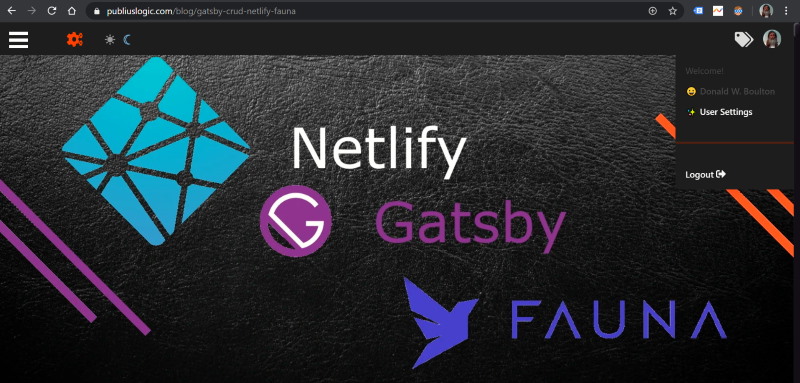 publiuslogic.com/blog/gatsby-crud-netlify-fauna
Welcome!
Donald W. Boulton
User Settings
Logout
Netlify
Gatsby
FAUNA